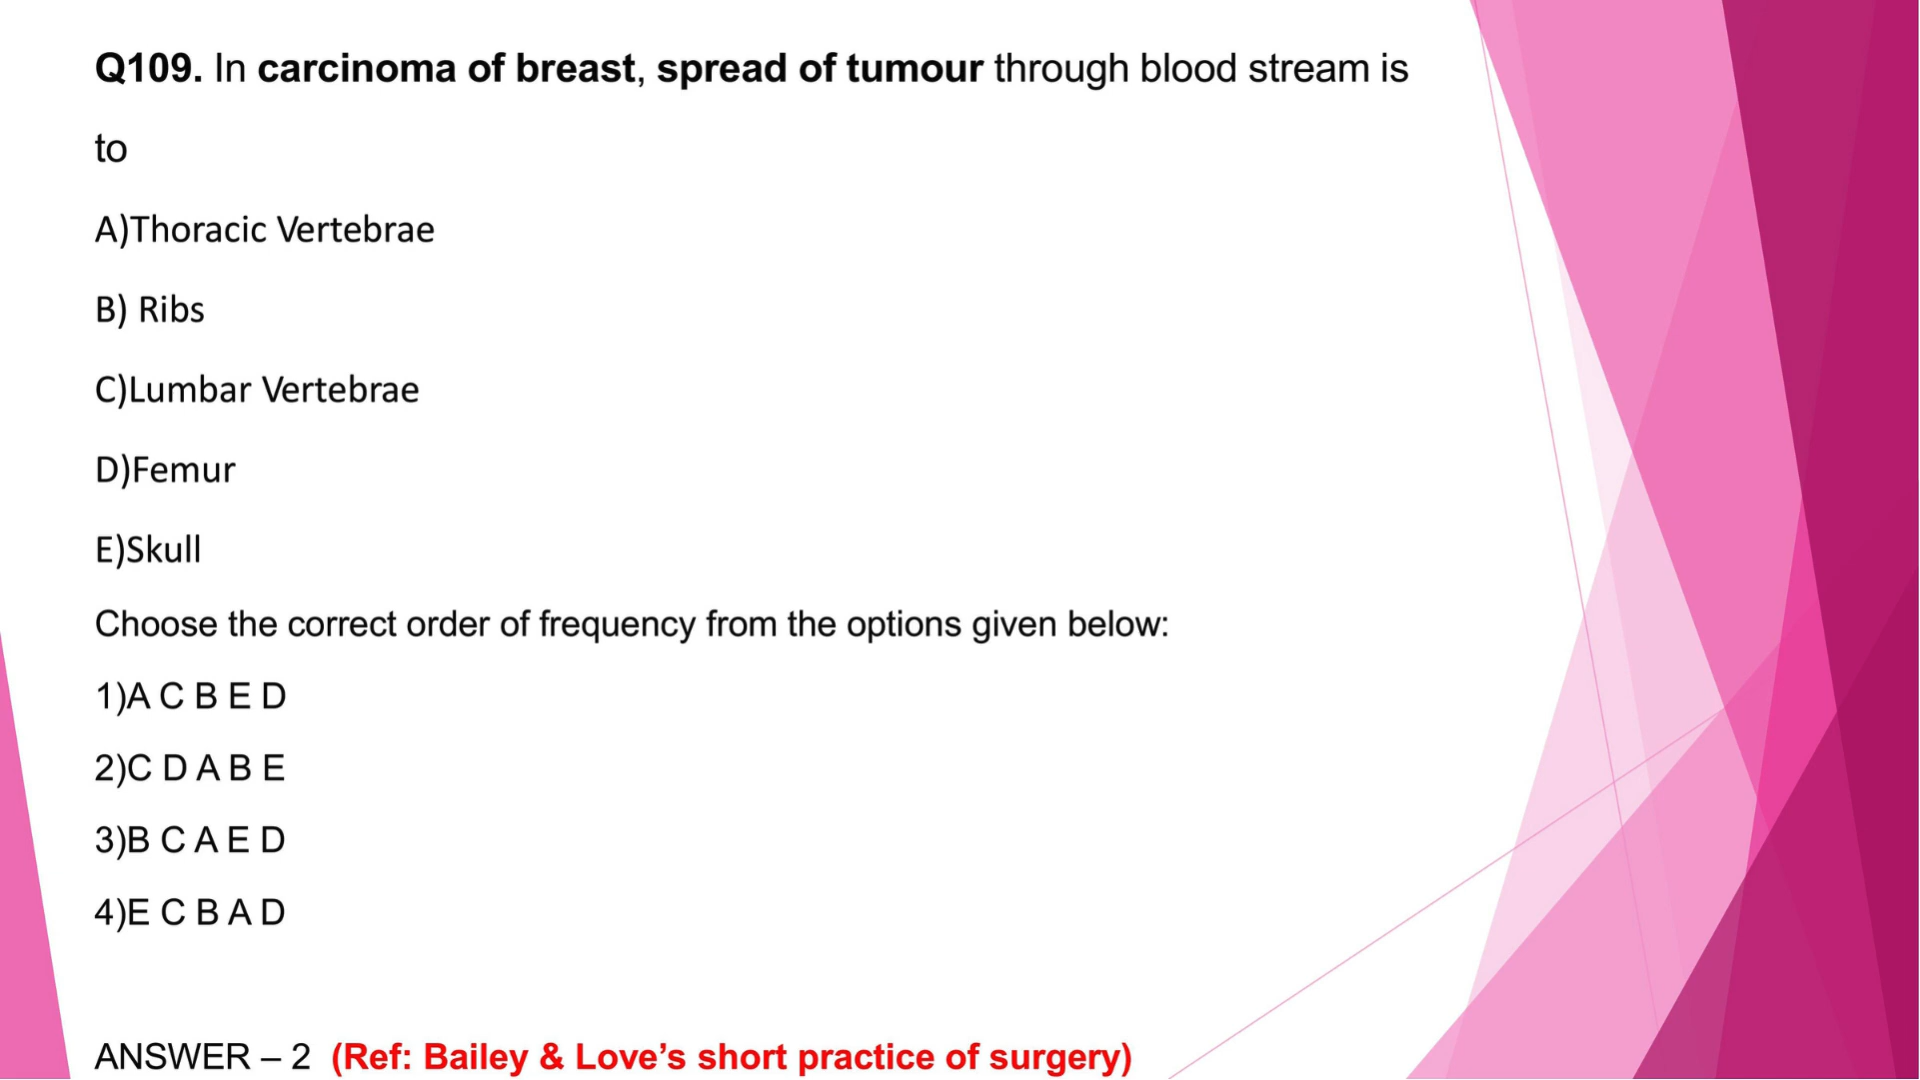 Q109. In carcinoma of breast, spread of tumour through blood stream is
to
A)Thoracic Vertebrae
B) Ribs
C)Lumbar Vertebrae
D)Femur
E)Skull
Choose the correct order of frequency from the options given below:
1)A C B E D
2)C D A B E
3)B C A E D
4)E C B A D
ANSWER – 2 (Ref: Bailey & Love’s short practice of surgery)